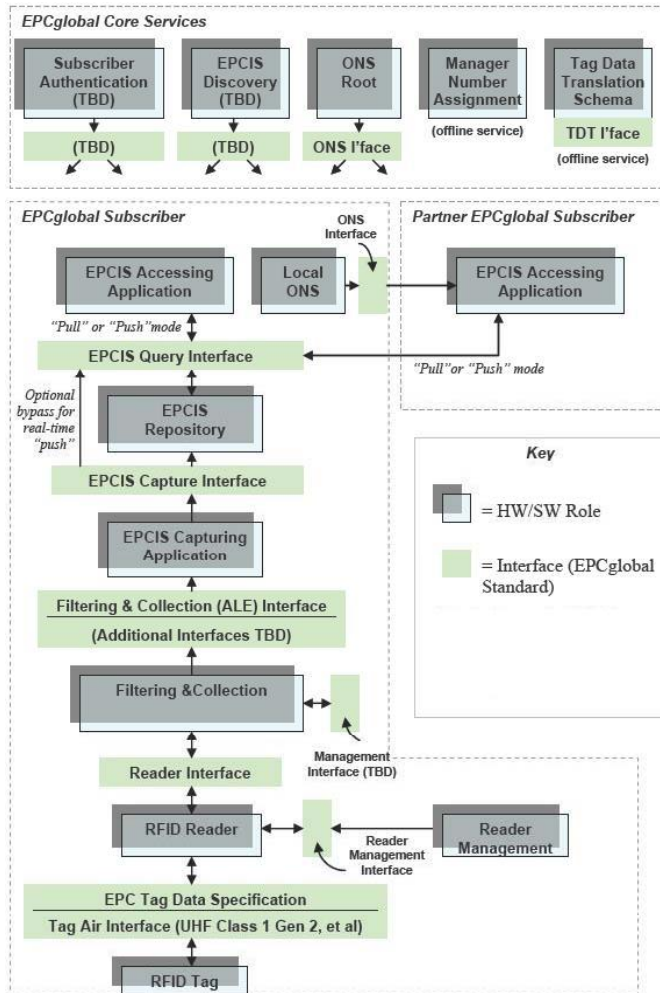 EPCglobal Core Services
Subscriber
Authentication
(TBD)
EPCIS
Discovery
(TBD)
ONS
Root
Manager
Number
Assignment
Tag Data
Translation
Schema
(TBD)
(TBD)
ONS I'face
(offline service)
TDT I'face
(offline service)
EPCglobal Subscriber
Partner EPCglobal Subscriber
ONS
Interface
EPCIS Accessing
Application
Local
ONS
EPCIS Accessing
Application
“Pull” or “Push”mode
EPCIS Query Interface
“Pull”or “Push” mode
Optional
bypass for
real-time
“push”
EPCIS
Repository
EPCIS Capture Interface
EPCIS Capturing
Application
Filtering & Collection (ALE) Interface
(Additional Interfaces TBD)
Filtering &Collection
Management
Interface (TBD)
Reader Interface
RFID Reader
Reader
Management
Interface
Reader
Management
EPC Tag Data Specification
Tag Air Interface (UHF Class 1 Gen 2, et al)
RFID Tag
Key
= HW/SW Role
= Interface (EPCglobal
Standard)